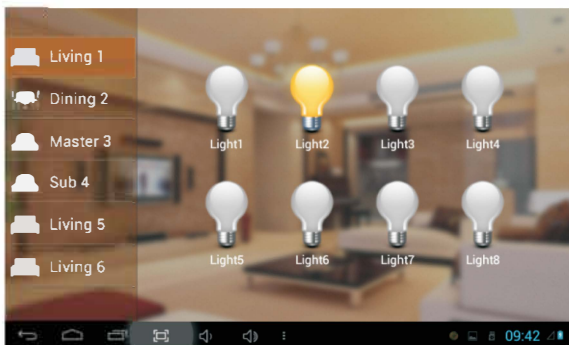 Living 1
Dining 2
Master 3
Sub 4
Living 5
Living 6
Light1
Light2
Light3
Light4
Light5
Light6
Light7
Light8
09:42